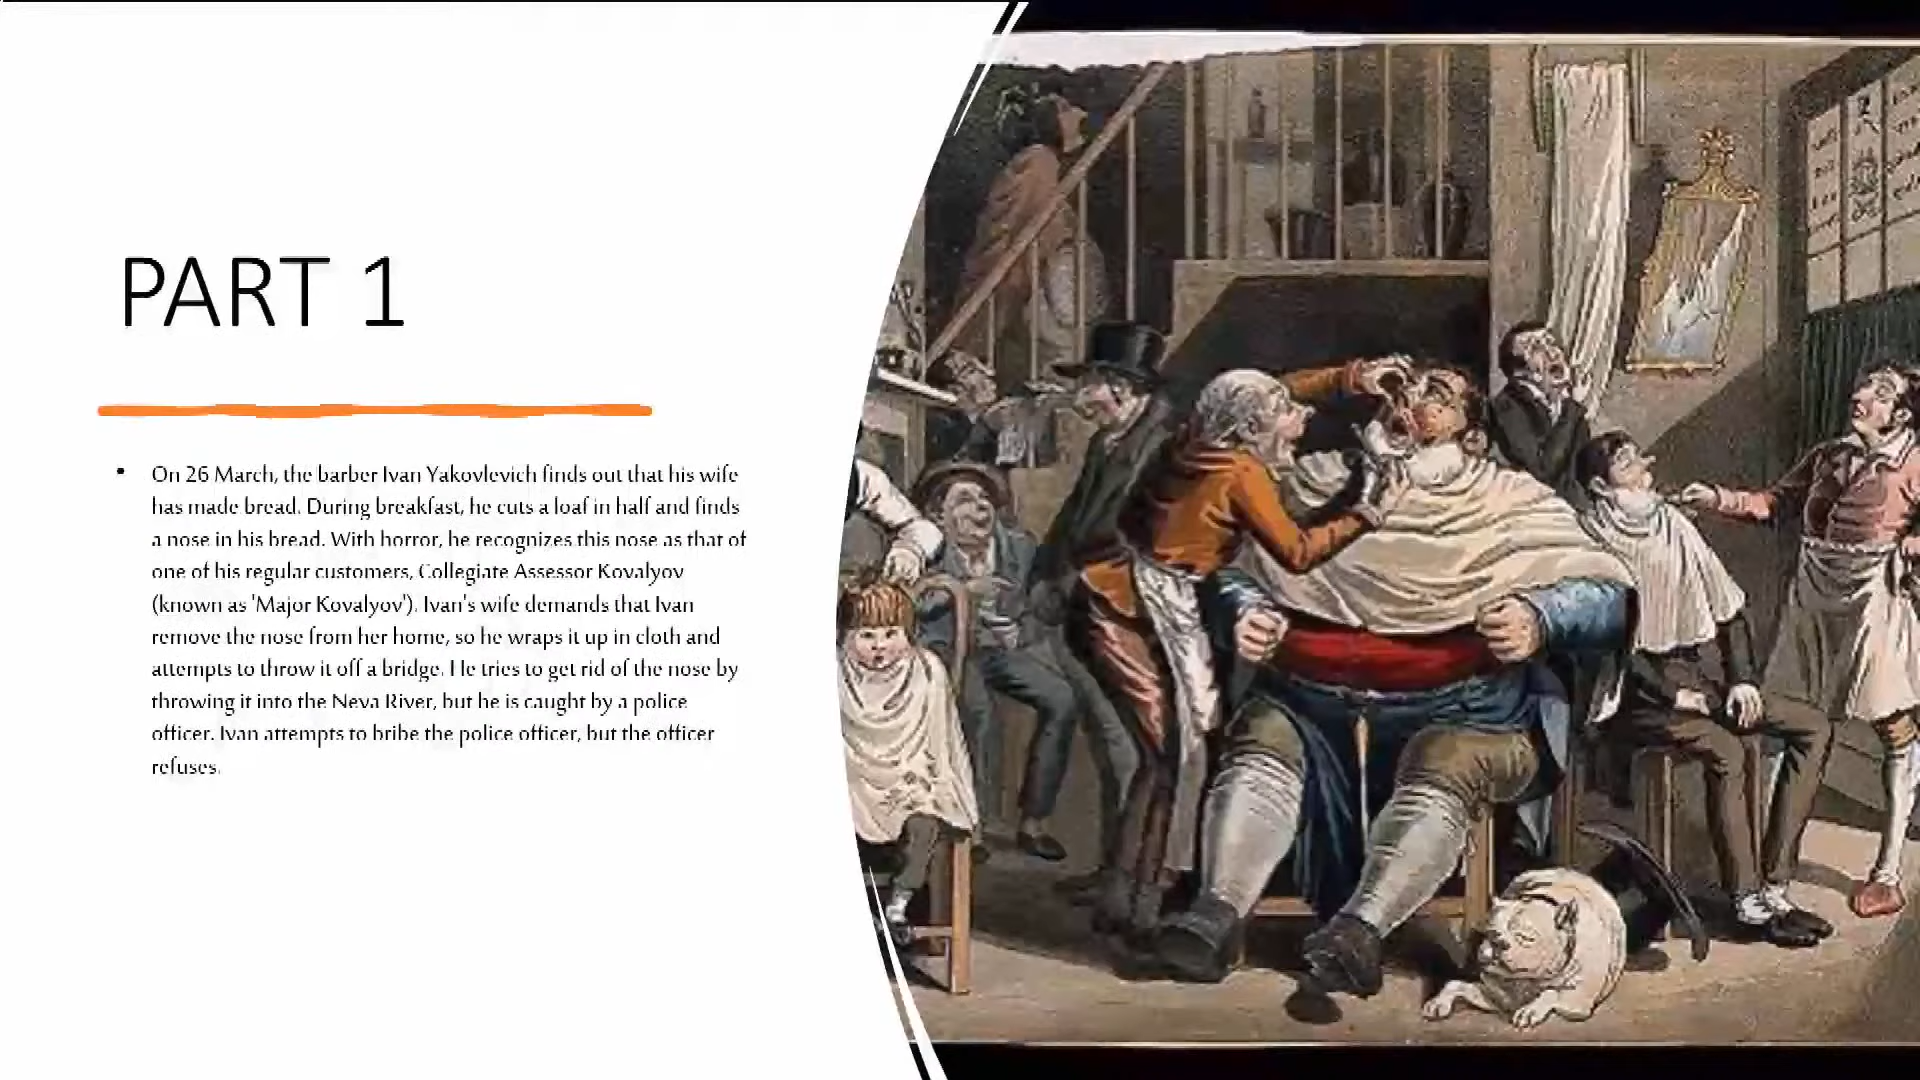 PART 1
• On 26 March, the barber Ivan Yakovlevich finds out that his wife
has made bread. During breakfast, he cuts a loaf in half and finds
a nose in his bread. With horror, he recognizes this nose as that of
one of his regular customers, Collegiate Assessor Kovalyov
(known as 'Major Kovalyov'). Ivan's wife demands that Ivan
remove the nose from her home, so he wraps it up in cloth and
attempts to throw it off a bridge. He tries to get rid of the nose by
throwing it into the Neva River, but he is caught by a police
officer. Ivan attempts to bribe the police officer, but the officer
refuses.